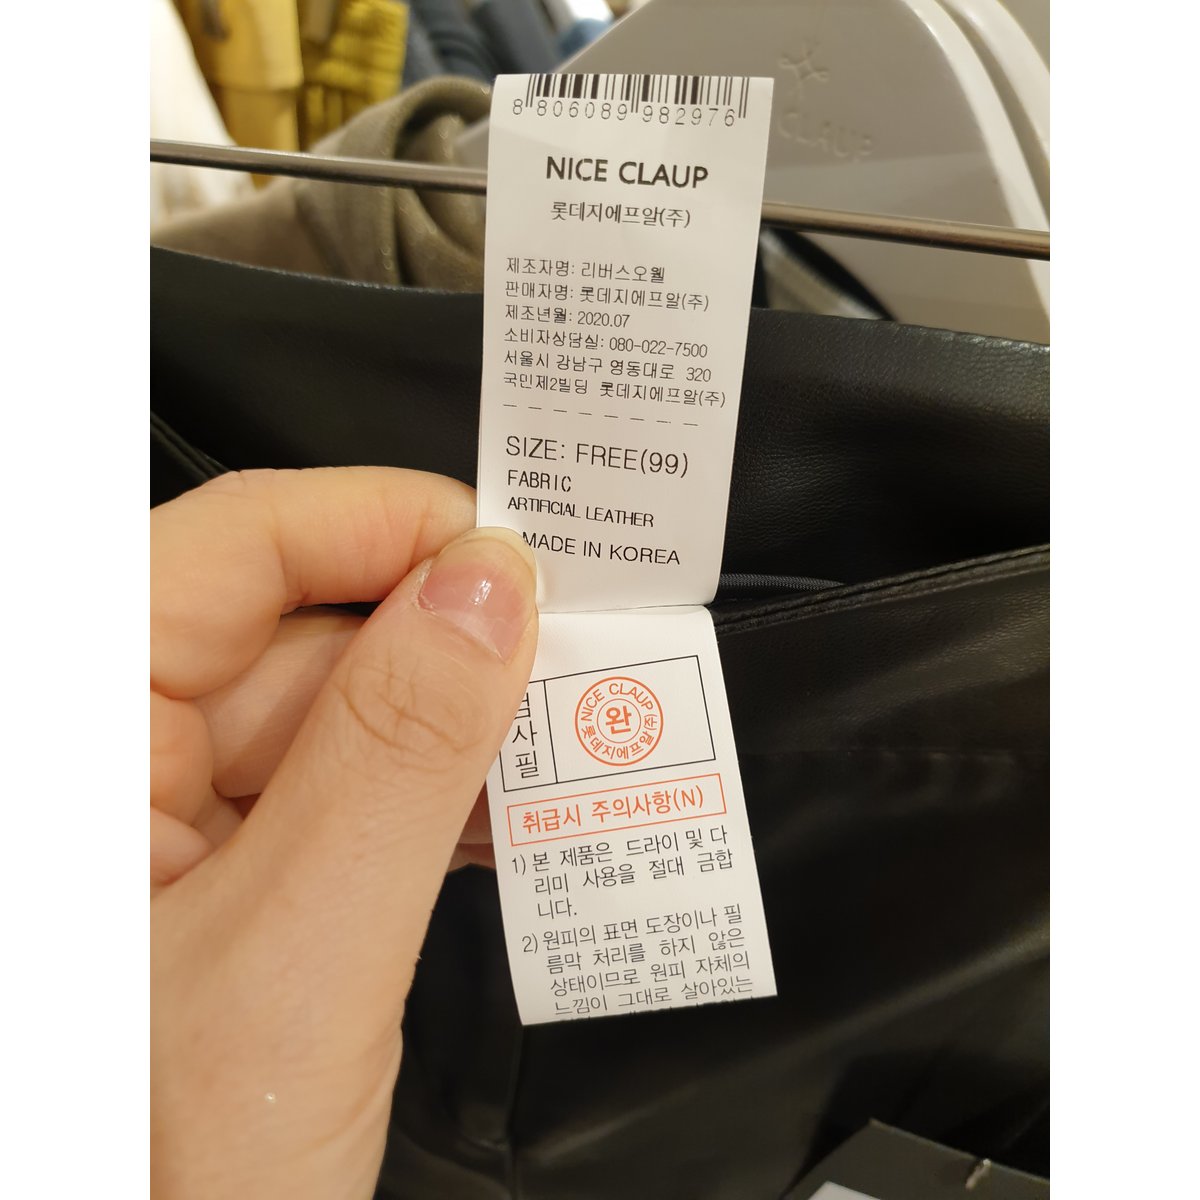 8 806089 982976
NICE CLAUP
롯데지에프알(주)
제조자명: 리버스오웰
판매자명: 롯데지에프알(주)
제조년월: 2020.07
소비자상담실: 080-022-7500
서울시 강남구 영동대로 320
국민제2빌딩 롯데지에프알(주)
SIZE: FREE(99)
FABRIC
ARTIFICIAL LEATHER
MADE IN KOREA
검사필
NICE CLAUP
완
롯데지에프알(주)
취급시 주의사항(N)
1) 본 제품은 드라이 및 다
리미 사용을 절대 금합
니다.
2) 원피의 표면 도장이나 필
름막 처리를 하지 않은
상태이므로 원피 자체의
느낌이 그대로 살아있는
CLAUP